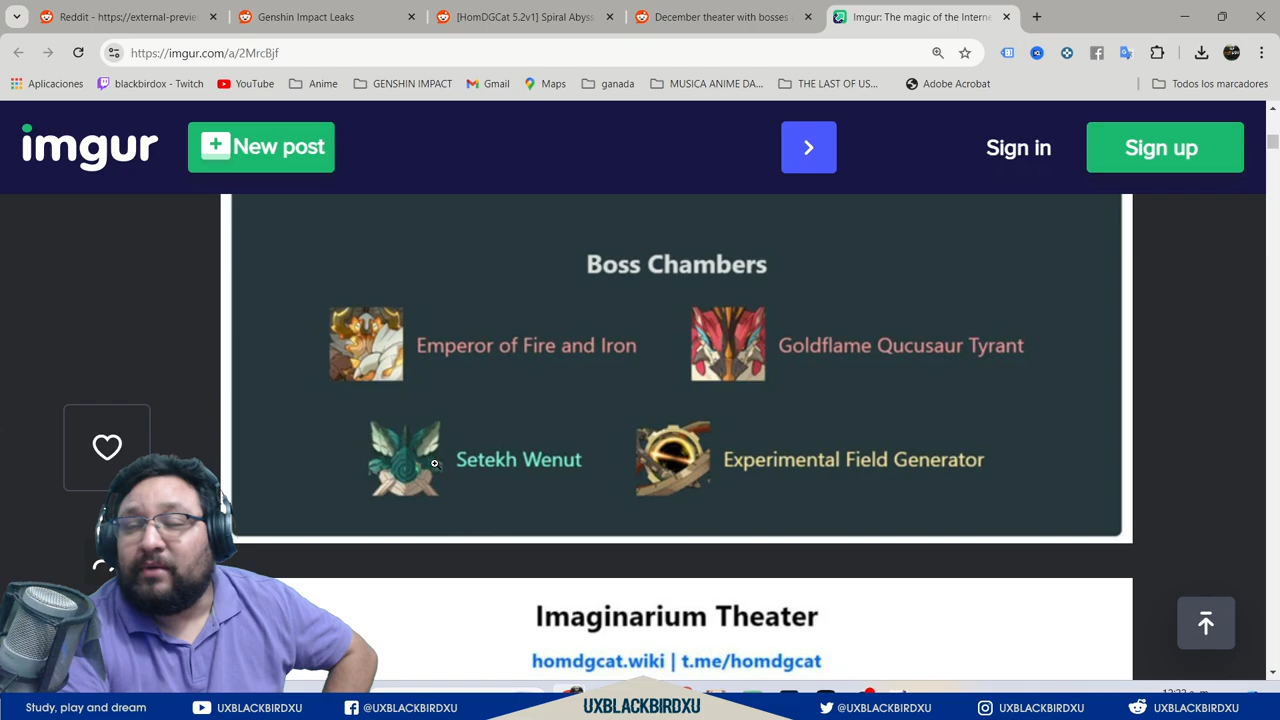 Reddit - https://external-previe
Genshin Impact Leaks
[HomDGCat 5.2v1] Spiral Abyss
December theater with bosses
Imgur: The magic of the Interne
https://imgur.com/a/2MrcBjf
Aplicaciones
blackbirdox - Twitch
YouTube
Anime
GENSHIN IMPACT
Gmail
Maps
ganada
MUSICA ANIME DA...
THE LAST OF US...
Adobe Acrobat
Todos los marcadores
imgur
New post
Sign in
Sign up
Boss Chambers
Emperor of Fire and Iron
Goldflame Qucusaur Tyrant
Setekh Wenut
Experimental Field Generator
Imaginarium Theater
homdgcat.wiki | t.me/homdgcat
Study, play and dream
UXBLACKBIRDXU
@UXBLACKBIRDXU
UXBLACKBIRDXU
@UXBLACKBIRDXU
UXBLACKBIRDXU
UXBLACKBIRDXU